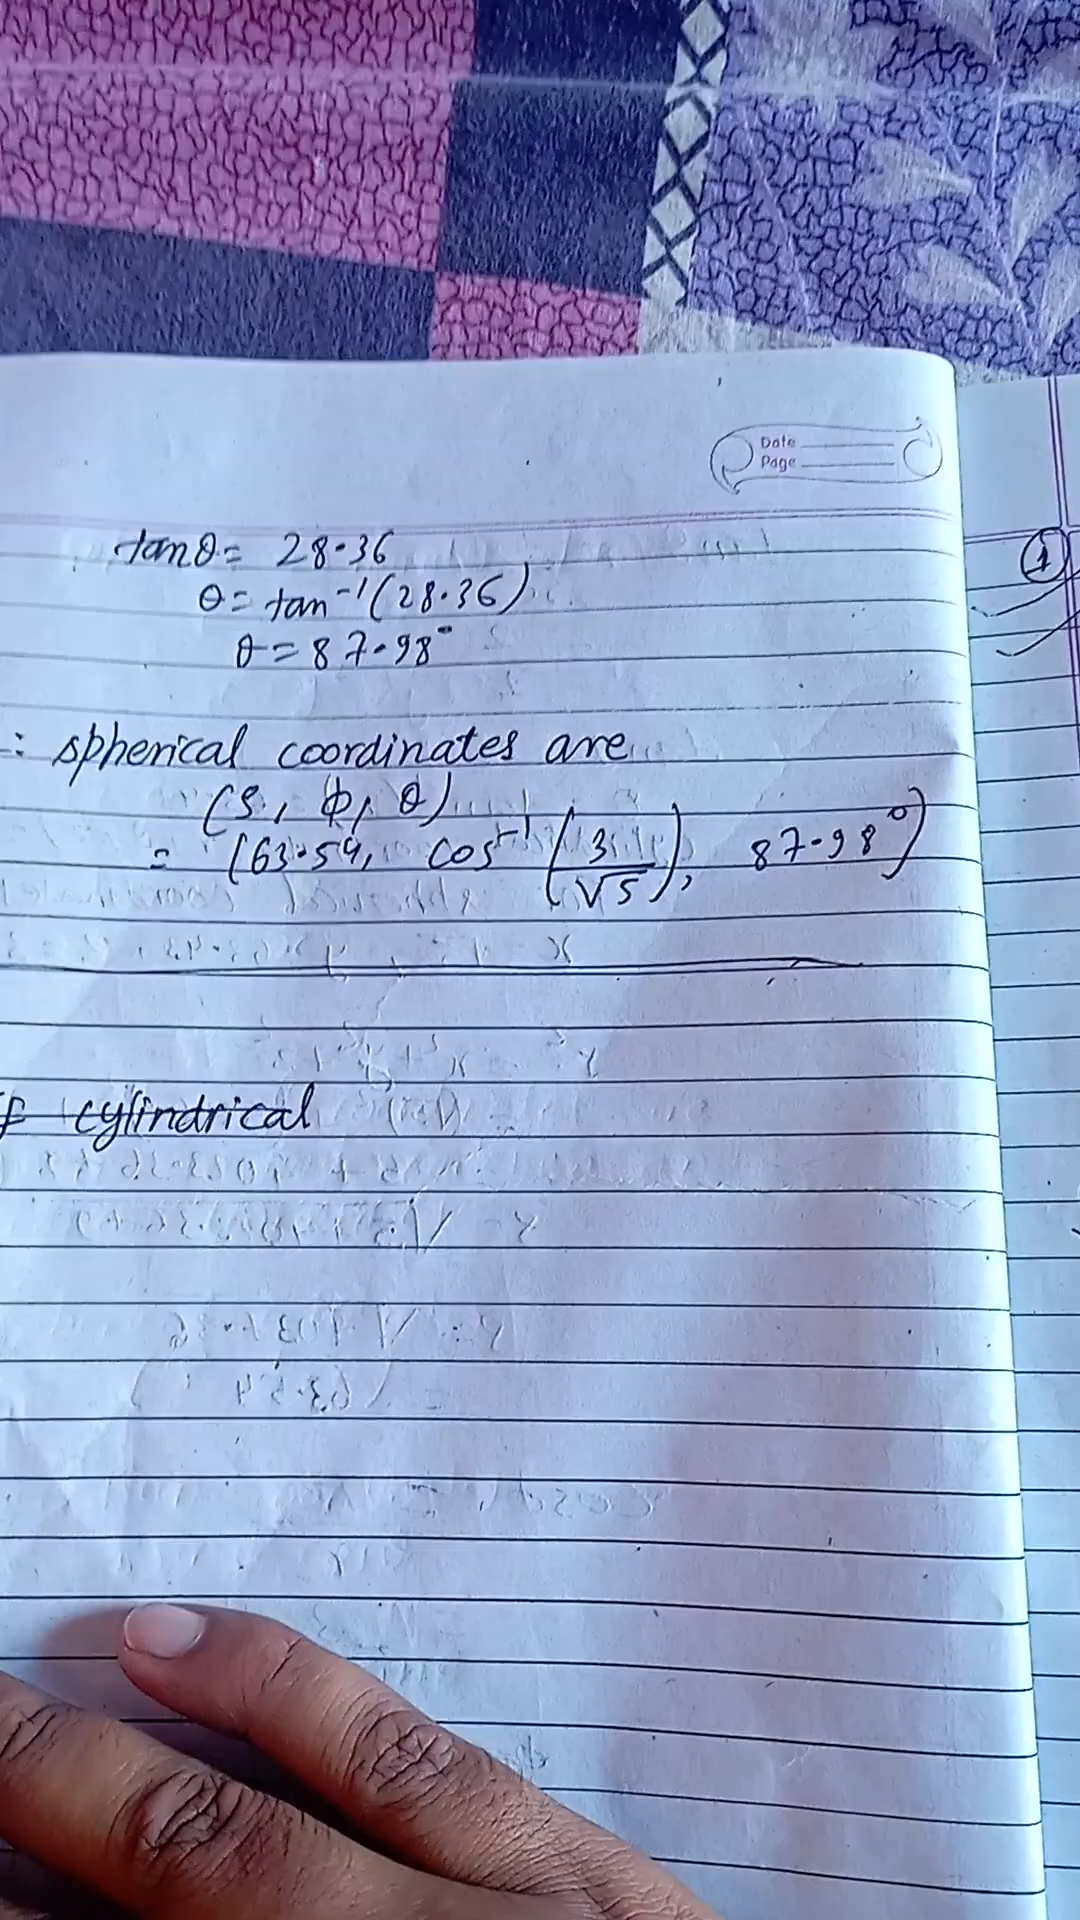 Date
Page
1
tanθ = 28.36
θ = tan⁻¹(28.36)
θ = 87.98°
∴ spherical coordinates are
(ρ, φ, θ)
= (63.54, cos⁻¹(3/√5), 87.98°)
cylindrical